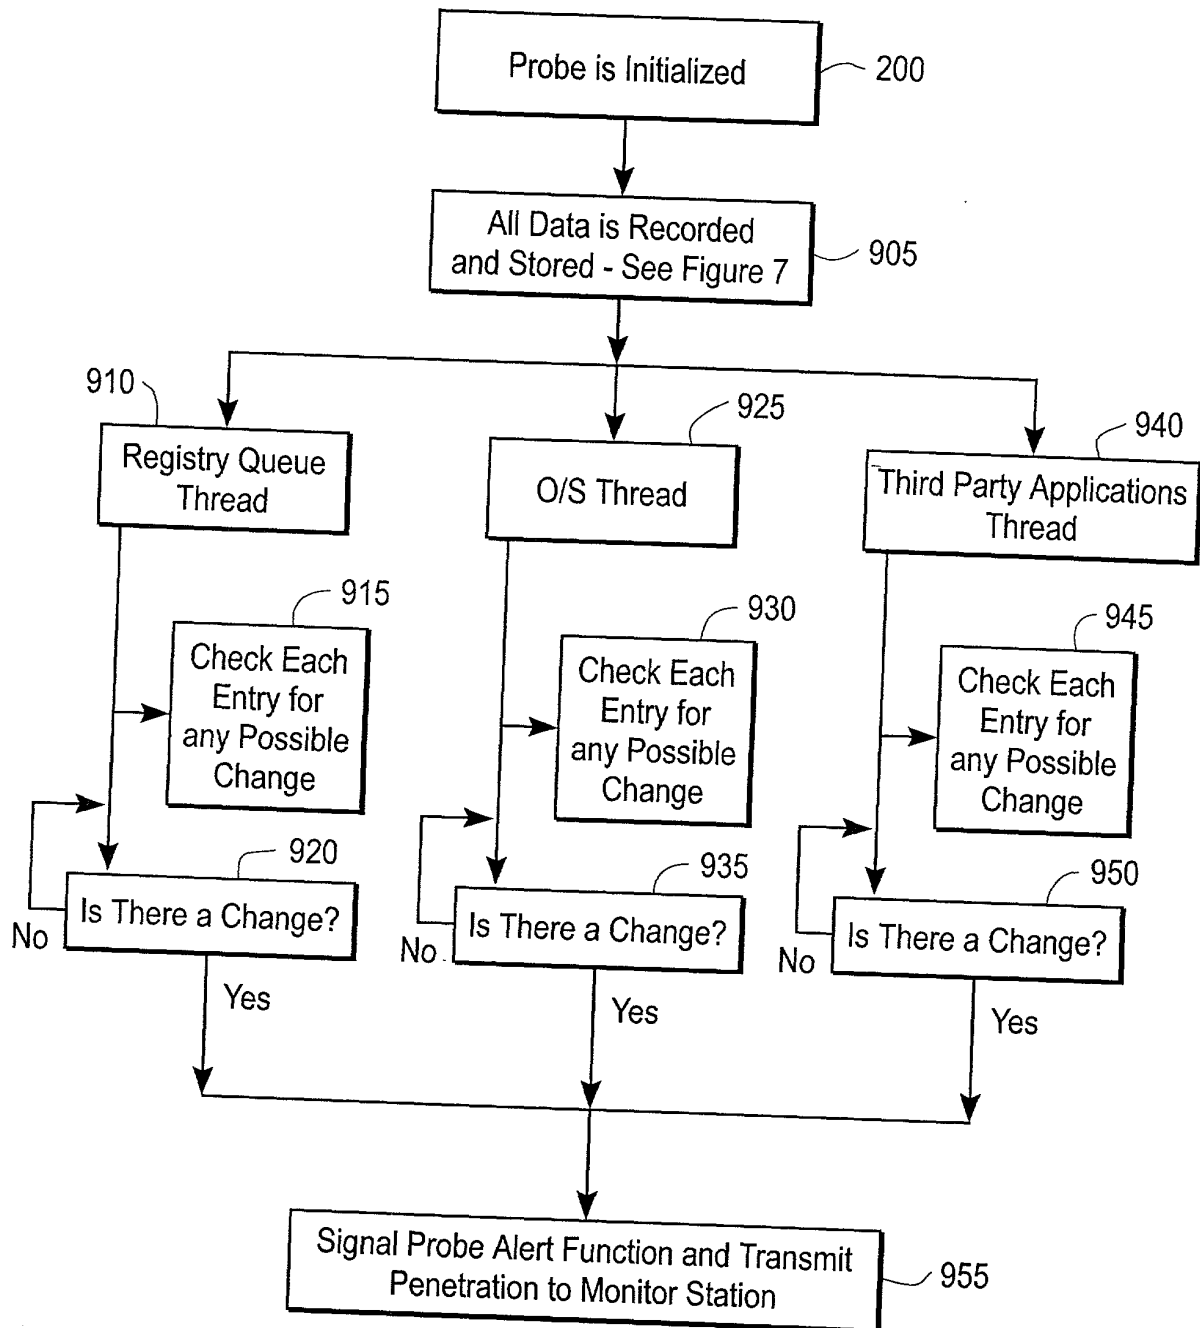 Probe is Initialized
200
All Data is Recorded
and Stored - See Figure 7
905
910
Registry Queue
Thread
925
O/S Thread
940
Third Party Applications
Thread
915
Check Each
Entry for
any Possible
Change
930
Check Each
Entry for
any Possible
Change
945
Check Each
Entry for
any Possible
Change
920
Is There a Change?
No
Yes
935
Is There a Change?
No
Yes
950
Is There a Change?
No
Yes
Signal Probe Alert Function and Transmit
Penetration to Monitor Station
955